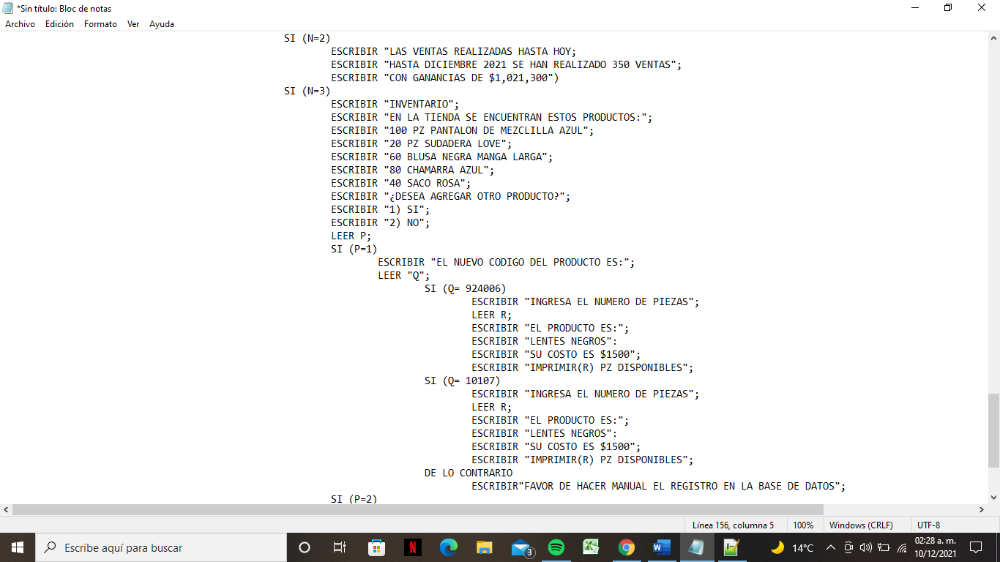 *Sin título: Bloc de notas
Archivo Edición Formato Ver Ayuda
SI (N=2)
ESCRIBIR "LAS VENTAS REALIZADAS HASTA HOY;
ESCRIBIR "HASTA DICIEMBRE 2021 SE HAN REALIZADO 350 VENTAS";
ESCRIBIR "CON GANANCIAS DE $1,021,300")
SI (N=3)
ESCRIBIR "INVENTARIO";
ESCRIBIR "EN LA TIENDA SE ENCUENTRAN ESTOS PRODUCTOS:";
ESCRIBIR "100 PZ PANTALON DE MEZCLILLA AZUL";
ESCRIBIR "20 PZ SUDADERA LOVE";
ESCRIBIR "60 BLUSA NEGRA MANGA LARGA";
ESCRIBIR "80 CHAMARRA AZUL";
ESCRIBIR "40 SACO ROSA";
ESCRIBIR "¿DESEA AGREGAR OTRO PRODUCTO?";
ESCRIBIR "1) SI";
ESCRIBIR "2) NO";
LEER P;
SI (P=1)
ESCRIBIR "EL NUEVO CODIGO DEL PRODUCTO ES:";
LEER "Q";
SI (Q= 924006)
ESCRIBIR "INGRESA EL NUMERO DE PIEZAS";
LEER R;
ESCRIBIR "EL PRODUCTO ES:";
ESCRIBIR "LENTES NEGROS":
ESCRIBIR "SU COSTO ES $1500";
ESCRIBIR "IMPRIMIR(R) PZ DISPONIBLES";
SI (Q= 10107)
ESCRIBIR "INGRESA EL NUMERO DE PIEZAS";
LEER R;
ESCRIBIR "EL PRODUCTO ES:";
ESCRIBIR "LENTES NEGROS":
ESCRIBIR "SU COSTO ES $1500";
ESCRIBIR "IMPRIMIR(R) PZ DISPONIBLES";
DE LO CONTRARIO
ESCRIBIR"FAVOR DE HACER MANUAL EL REGISTRO EN LA BASE DE DATOS";
SI (P=2)
Línea 156, columna 5 100% Windows (CRLF) UTF-8
Escribe aquí para buscar
N
3
14°C
02:28 a. m.
10/12/2021